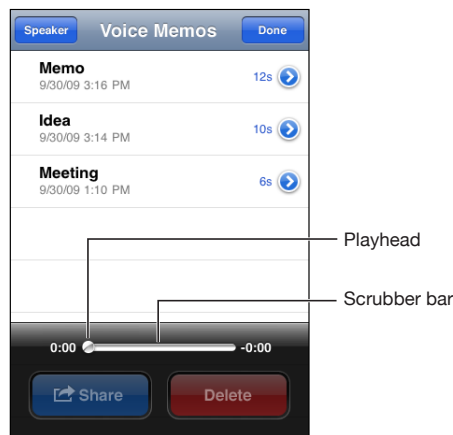 Speaker Voice Memos Done
Memo
9/30/09 3:16 PM
12s
Idea
9/30/09 3:14 PM
10s
Meeting
9/30/09 1:10 PM
6s
Playhead
Scrubber bar
0:00 -0:00
Share Delete